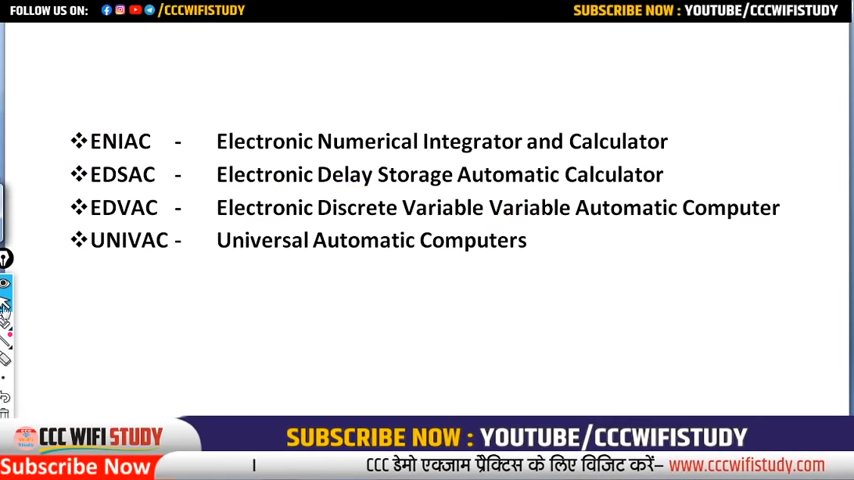 FOLLOW US ON: /CCCWIFISTUDY SUBSCRIBE NOW : YOUTUBE/CCCWIFISTUDY
❖ENIAC - Electronic Numerical Integrator and Calculator
❖EDSAC - Electronic Delay Storage Automatic Calculator
❖EDVAC - Electronic Discrete Variable Variable Automatic Computer
❖UNIVAC - Universal Automatic Computers
CCC WIFI STUDY SUBSCRIBE NOW : YOUTUBE/CCCWIFISTUDY
Subscribe Now CCC डेमो एक्जाम प्रैक्टिस के लिए विजिट करें– www.cccwifistudy.com